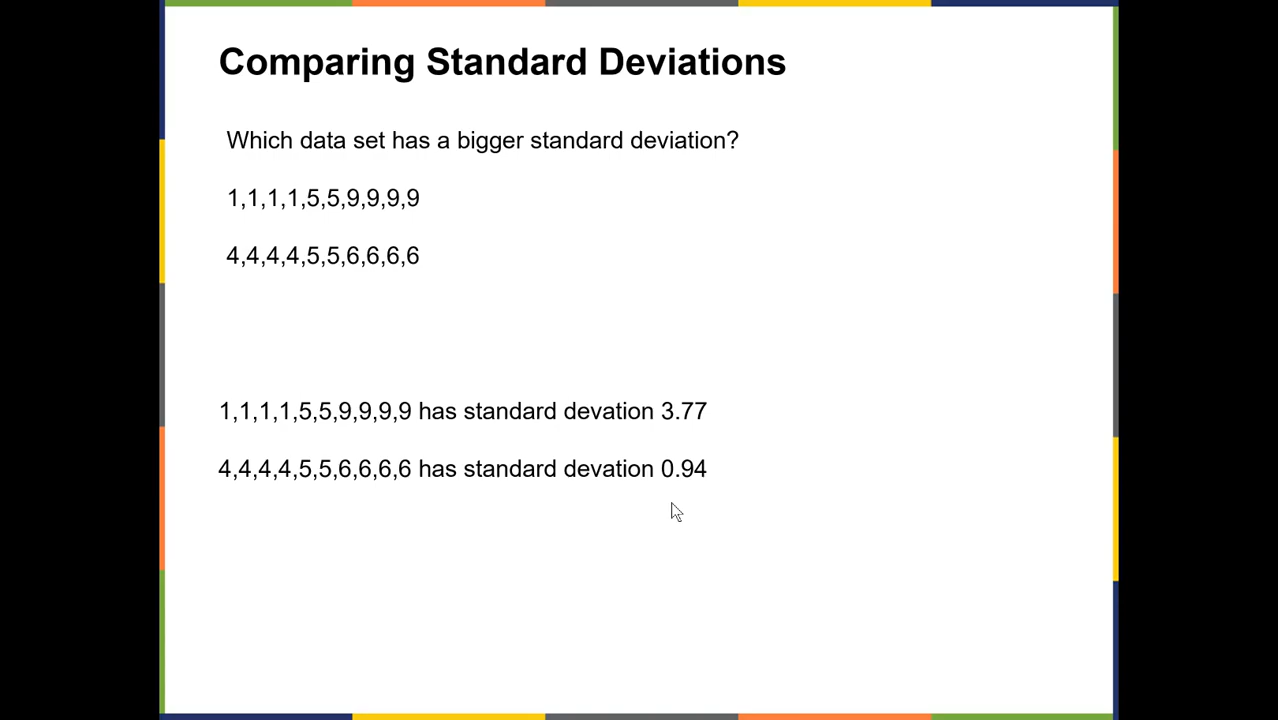 Comparing Standard Deviations
Which data set has a bigger standard deviation?
1,1,1,1,5,5,9,9,9,9
4,4,4,4,5,5,6,6,6,6
1,1,1,1,5,5,9,9,9,9 has standard devation 3.77
4,4,4,4,5,5,6,6,6,6 has standard devation 0.94